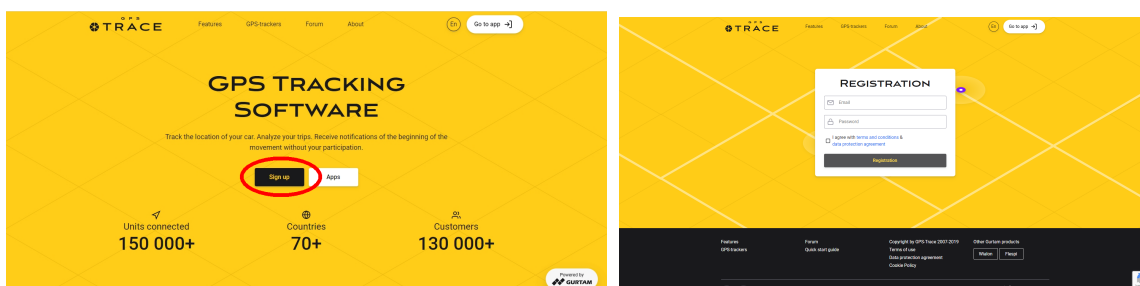 GPS
TRACE
Features GPS-trackers Forum About
En Go to app
GPS TRACKING
SOFTWARE
Track the location of your car. Analyze your trips. Receive notifications of the beginning of the
movement without your participation.
Sign up Apps
Units connected
150 000+
Countries
70+
Customers
130 000+
Powered by
GURTAM
GPS
TRACE
Features GPS-trackers Forum About
En Go to app
REGISTRATION
Email
Password
I agree with terms and conditions &
data protection agreement
Registration
Features
GPS trackers
Forum
Quick start guide
Copyright by GPS-Trace 2007-2019
Terms of use
Data protection agreement
Cookie Policy
Other Gurtam products
Wialon Flespi